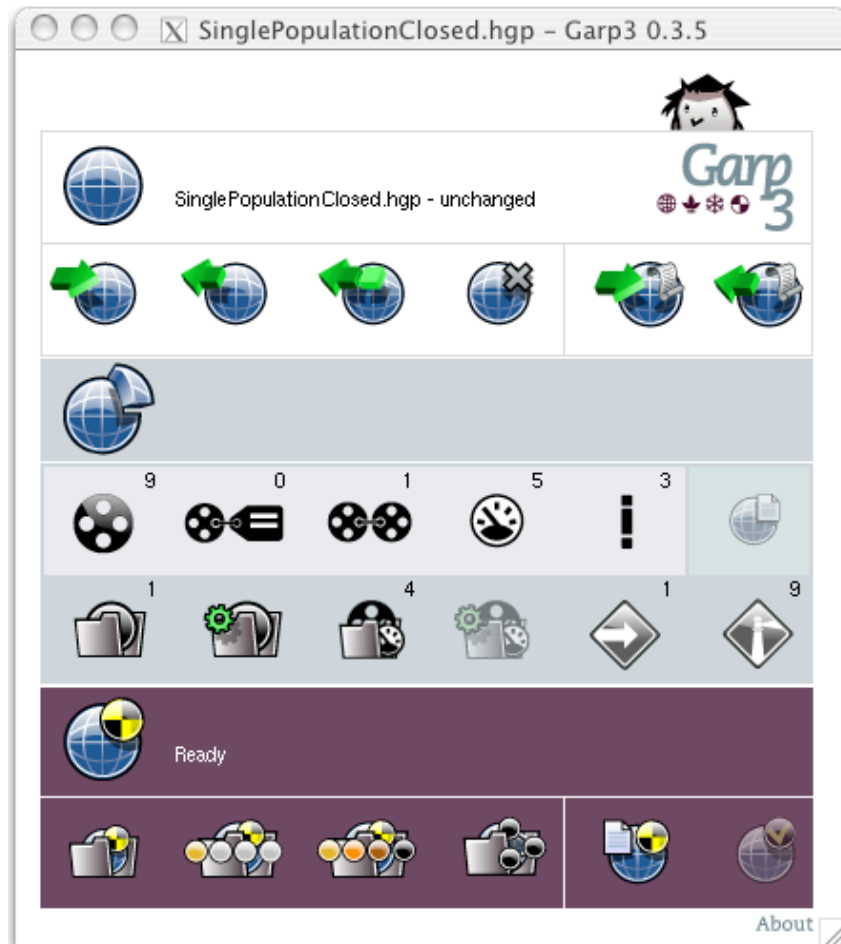 SinglePopulationClosed.hgp – Garp3 0.3.5
SinglePopulationClosed.hgp - unchanged
Garp
3
9 0 1 5 3
1 4 1 9
Ready
About